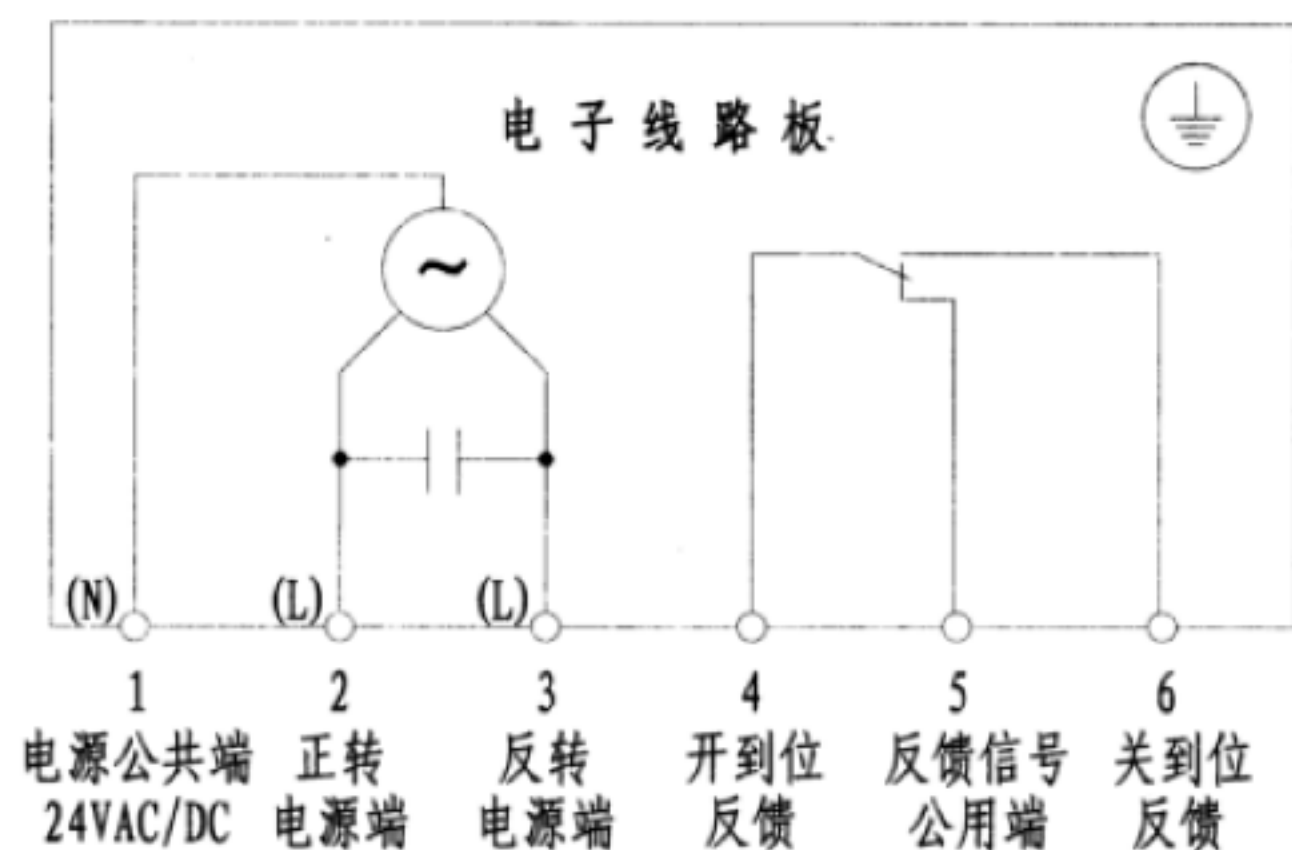 电子线路板
~
(N) (L) (L)
1 2 3 4 5 6
电源公共端 正转 反转 开到位 反馈信号 关到位
24VAC/DC 电源端 电源端 反馈 公用端 反馈